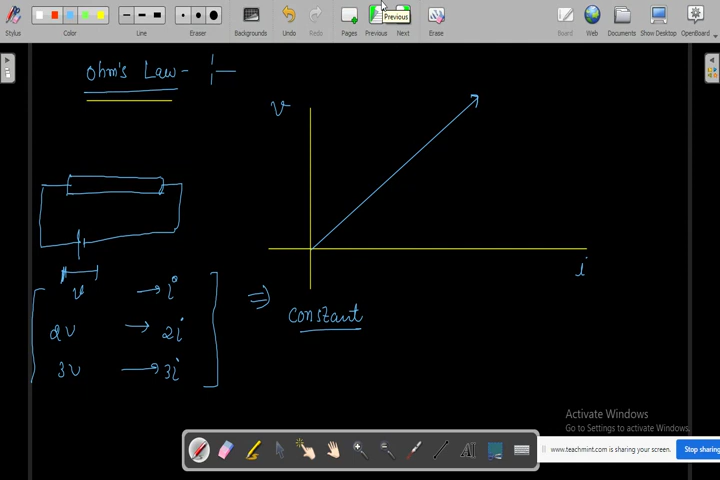 Stylus
Color
Line
Eraser
Backgrounds
Undo
Redo
Pages
Previous
Next
Erase
Board
Web
Documents
Show Desktop
OpenBoard
Previous
Ohm's Law -
V
i
V → i
2V → 2i
3V → 3i
⇒ constant
Activate Windows
Go to Settings to activate Windows.
www.teachmint.com is sharing your screen.
Stop sharing